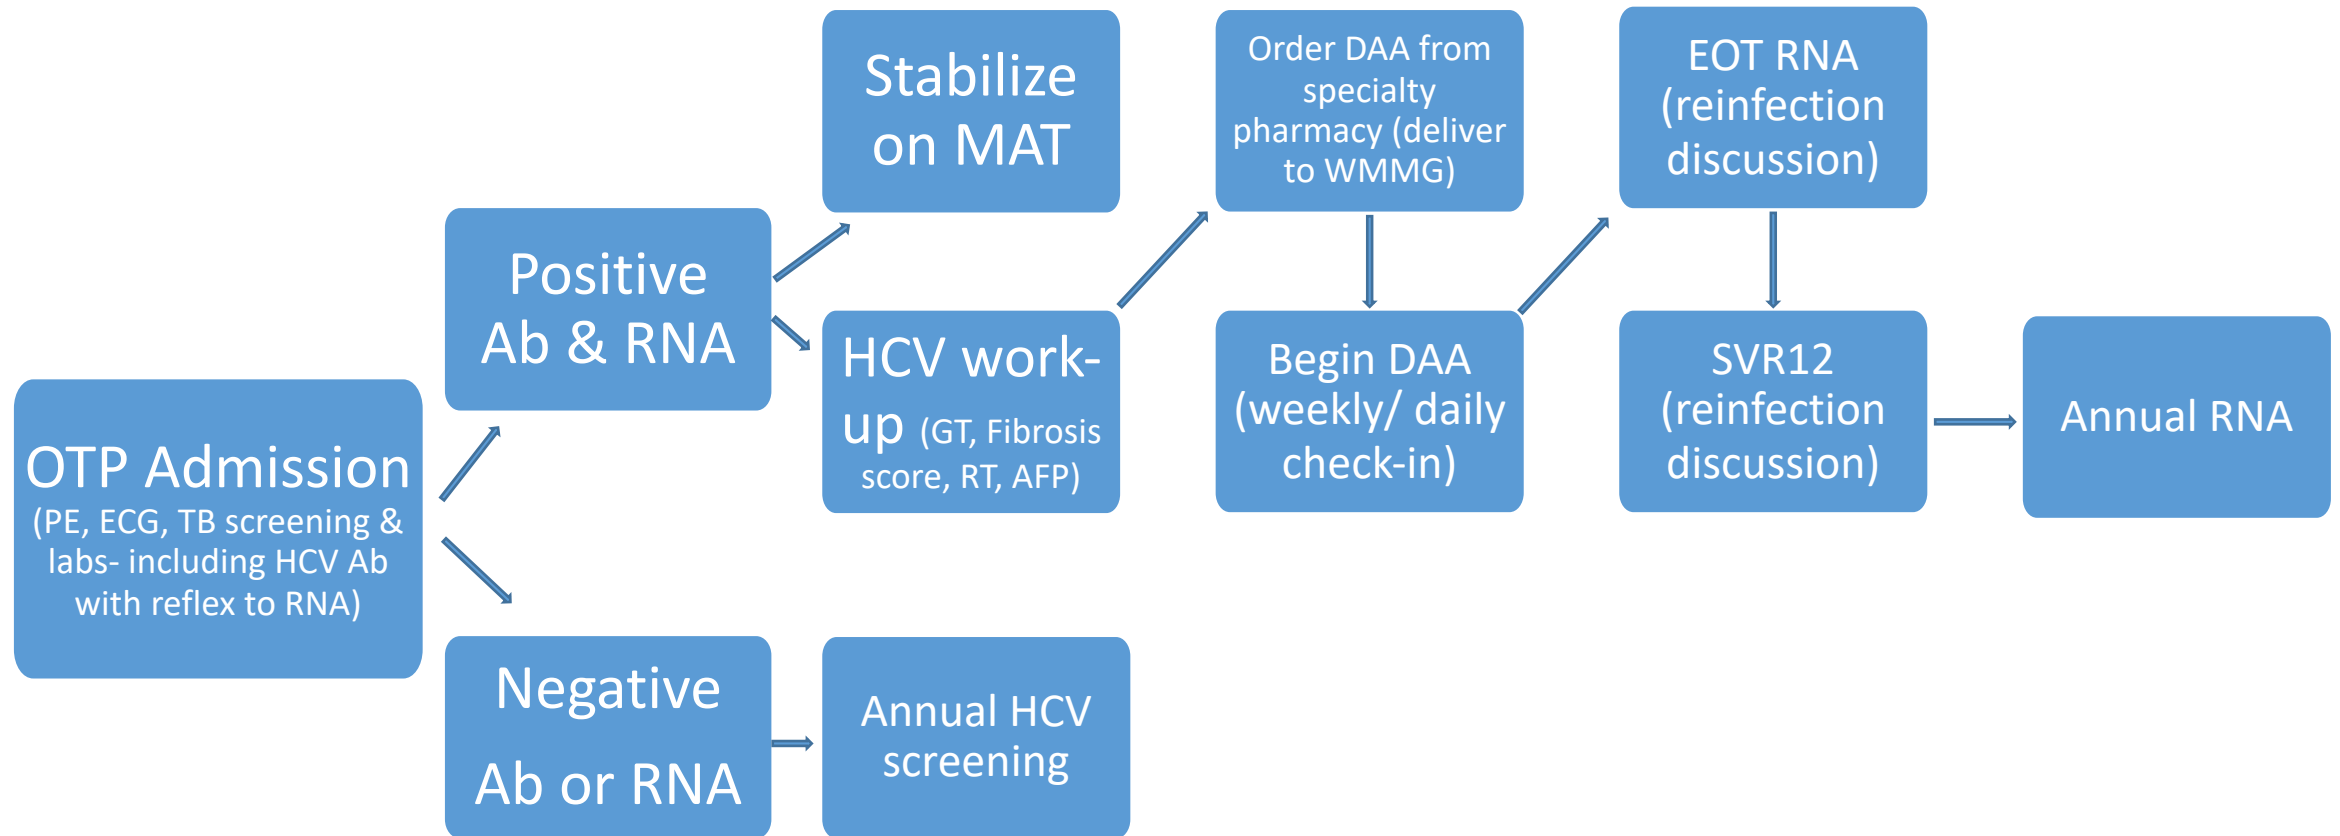 OTP Admission
(PE, ECG, TB screening &
labs- including HCV Ab
with reflex to RNA)
Positive
Ab & RNA
Negative
Ab or RNA
Stabilize
on MAT
HCV work-
up (GT, Fibrosis
score, RT, AFP)
Annual HCV
screening
Order DAA from
specialty
pharmacy (deliver
to WMMG)
Begin DAA
(weekly/ daily
check-in)
EOT RNA
(reinfection
discussion)
SVR12
(reinfection
discussion)
Annual RNA